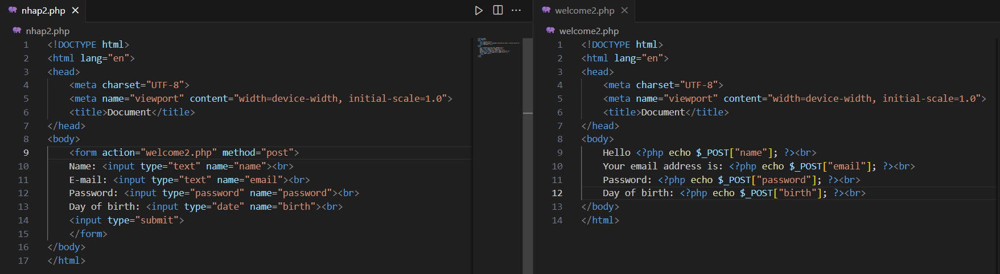 nhap2.php
nhap2.php
1 <!DOCTYPE html>
2 <html lang="en">
3 <head>
4 <meta charset="UTF-8">
5 <meta name="viewport" content="width=device-width, initial-scale=1.0">
6 <title>Document</title>
7 </head>
8 <body>
9 <form action="welcome2.php" method="post">
10 Name: <input type="text" name="name"><br>
11 E-mail: <input type="text" name="email"><br>
12 Password: <input type="password" name="password"><br>
13 Day of birth: <input type="date" name="birth"><br>
14 <input type="submit">
15 </form>
16 </body>
17 </html>
welcome2.php
welcome2.php
1 <!DOCTYPE html>
2 <html lang="en">
3 <head>
4 <meta charset="UTF-8">
5 <meta name="viewport" content="width=device-width, initial-scale=1.0">
6 <title>Document</title>
7 </head>
8 <body>
9 Hello <?php echo $_POST["name"]; ?><br>
10 Your email address is: <?php echo $_POST["email"]; ?><br>
11 Password: <?php echo $_POST["password"]; ?><br>
12 Day of birth: <?php echo $_POST["birth"]; ?><br>
13 </body>
14 </html>